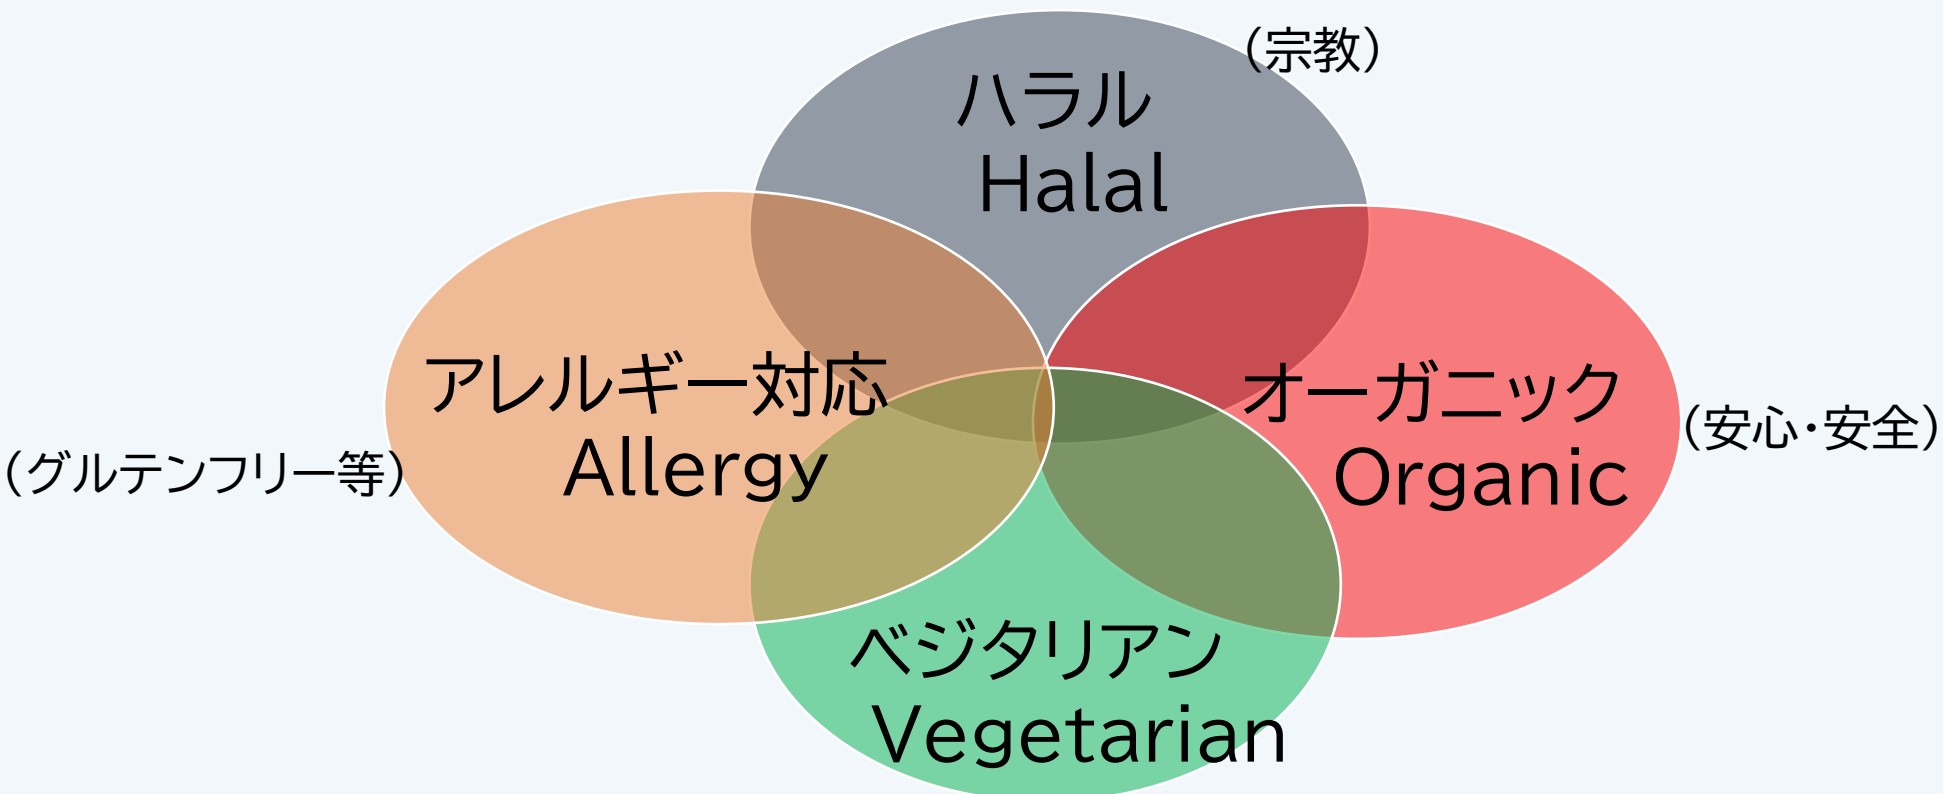 (宗教)
ハラル
Halal
アレルギー対応
Allergy
(グルテンフリー等)
オーガニック
Organic
(安心・安全)
ベジタリアン
Vegetarian